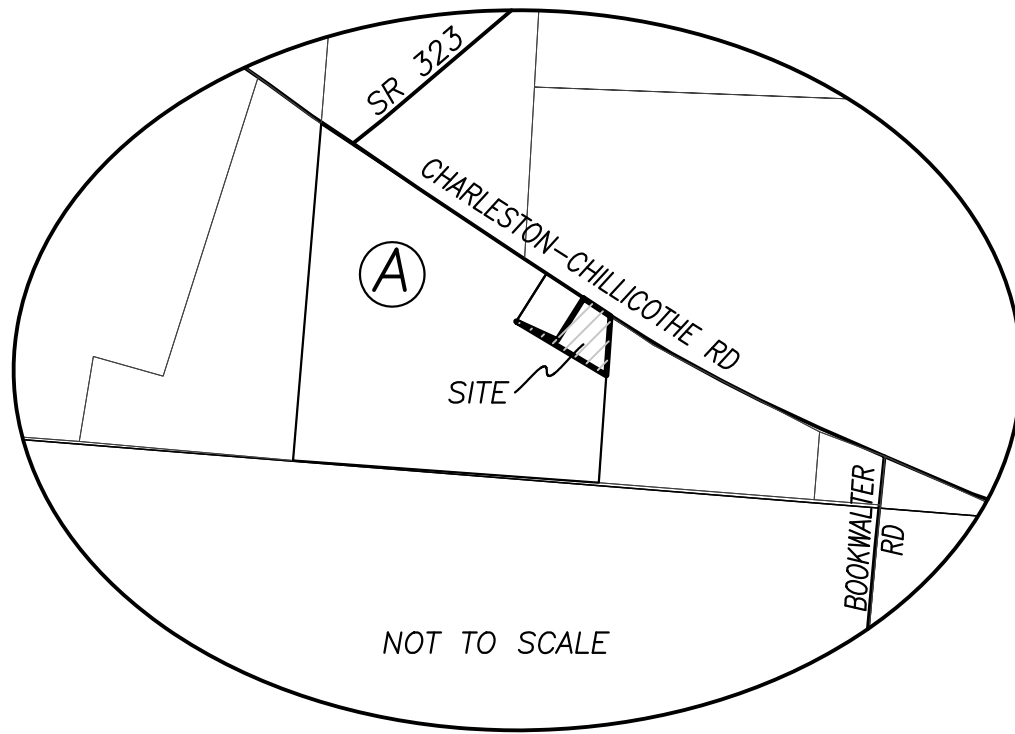 SR 323
CHARLESTON-CHILLICOTHE RD
A
SITE
BOOKWALTER
RD
NOT TO SCALE